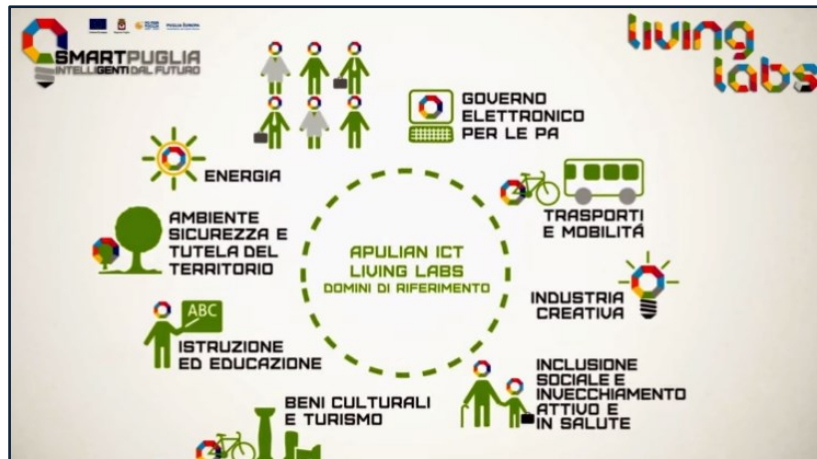 SMARTPUGLIA
INTELLIGENTI DAL FUTURO
living
labs
GOVERNO
ELETTRONICO
PER LE PA
ENERGIA
TRASPORTI
E MOBILITÁ
AMBIENTE
SICUREZZA E
TUTELA DEL
TERRITORIO
APULIAN ICT
LIVING LABS
DOMINI DI RIFERIMENTO
INDUSTRIA
CREATIVA
ABC
ISTRUZIONE
ED EDUCAZIONE
INCLUSIONE
SOCIALE E
INVECCHIAMENTO
ATTIVO E
IN SALUTE
BENI CULTURALI
E TURISMO